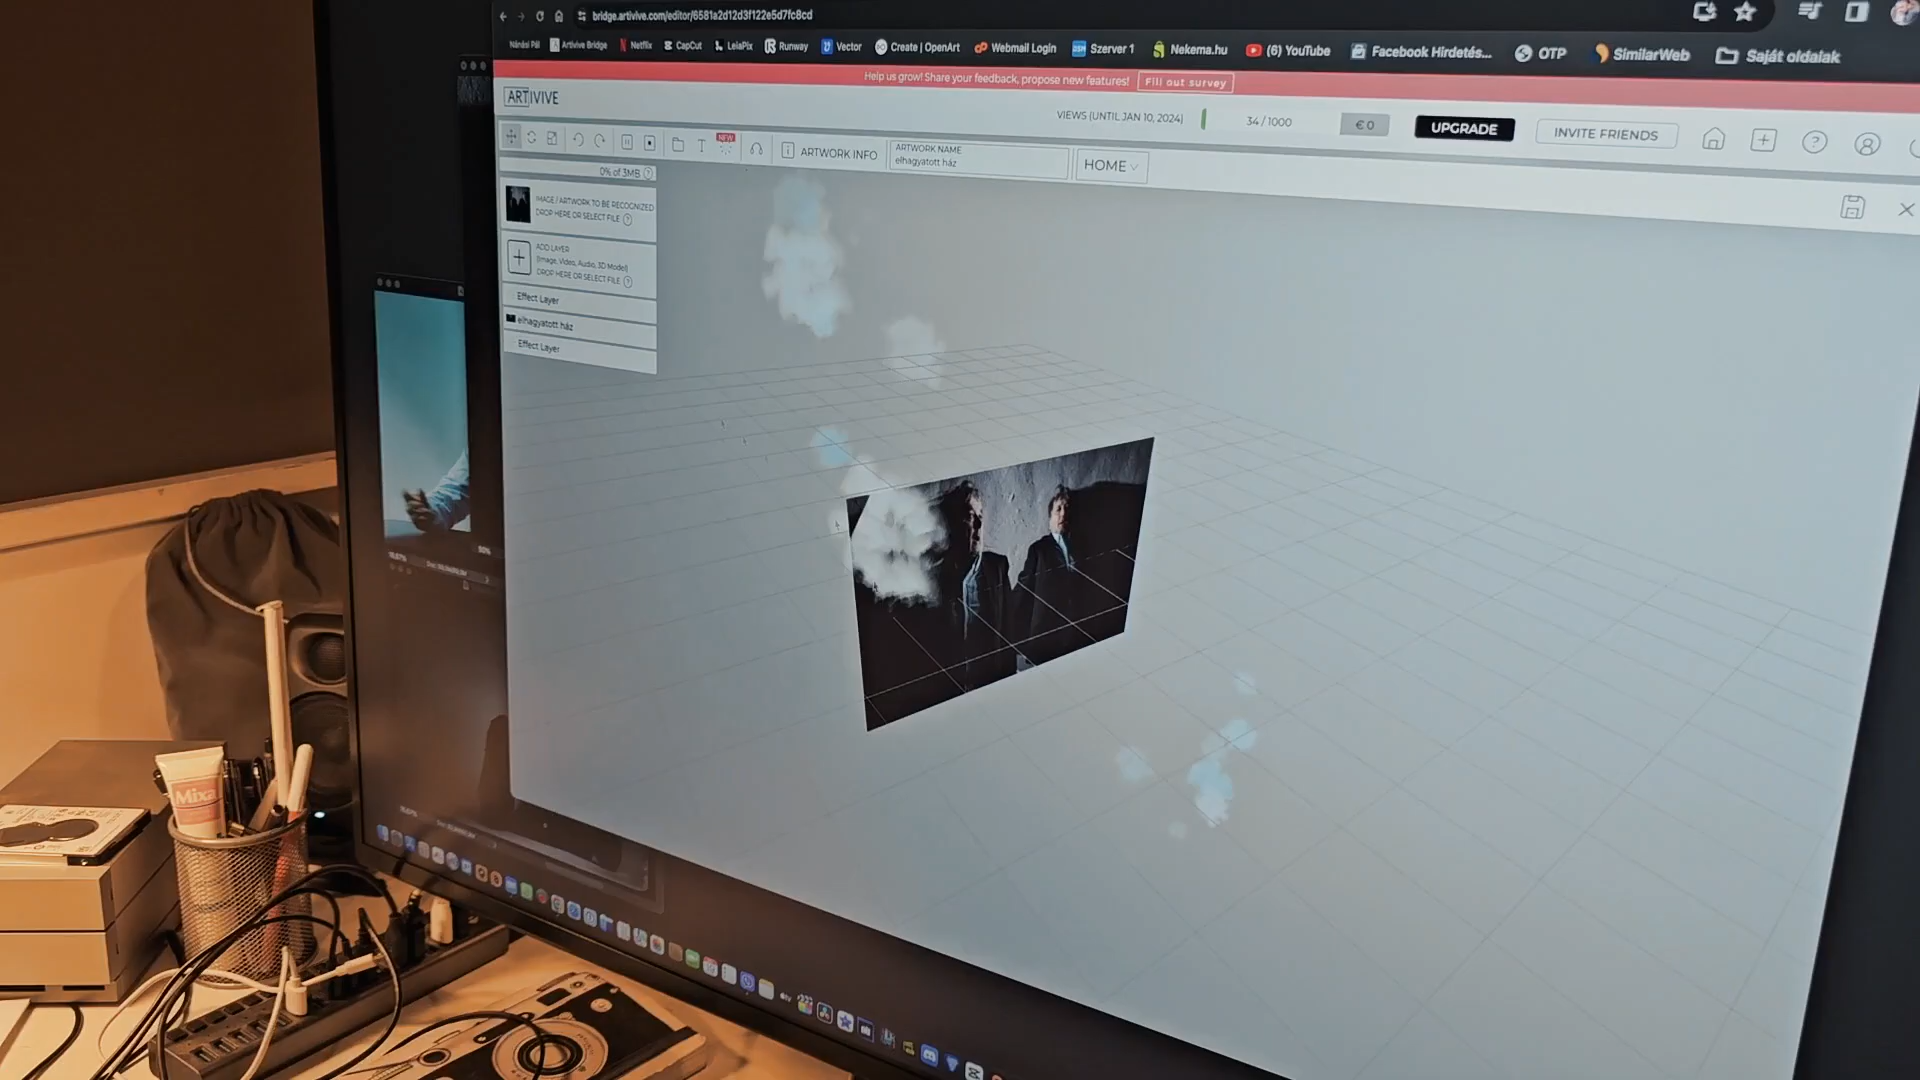 bridge.artivive.com/editor/6581a2d12d3f122e5d7fc8cd
Nánási Pál Artivive Bridge Netflix CapCut LeiaPix Runway Vector Create | OpenArt Webmail Login Szerver 1 Nekema.hu (6) YouTube Facebook Hirdetés... OTP SimilarWeb Saját oldalak
Help us grow! Share your feedback, propose new features! Fill out survey
ARTIVIVE
VIEWS (UNTIL JAN 10, 2024) 34 / 1000 € 0 UPGRADE INVITE FRIENDS
NEW
ARTWORK INFO
ARTWORK NAME
elhagyatott ház
HOME
0% of 3MB
IMAGE / ARTWORK TO BE RECOGNIZED
DROP HERE OR SELECT FILE
ADD LAYER
(Image, Video, Audio, 3D Model)
DROP HERE OR SELECT FILE
Effect Layer
elhagyatott ház
Effect Layer
Mixa